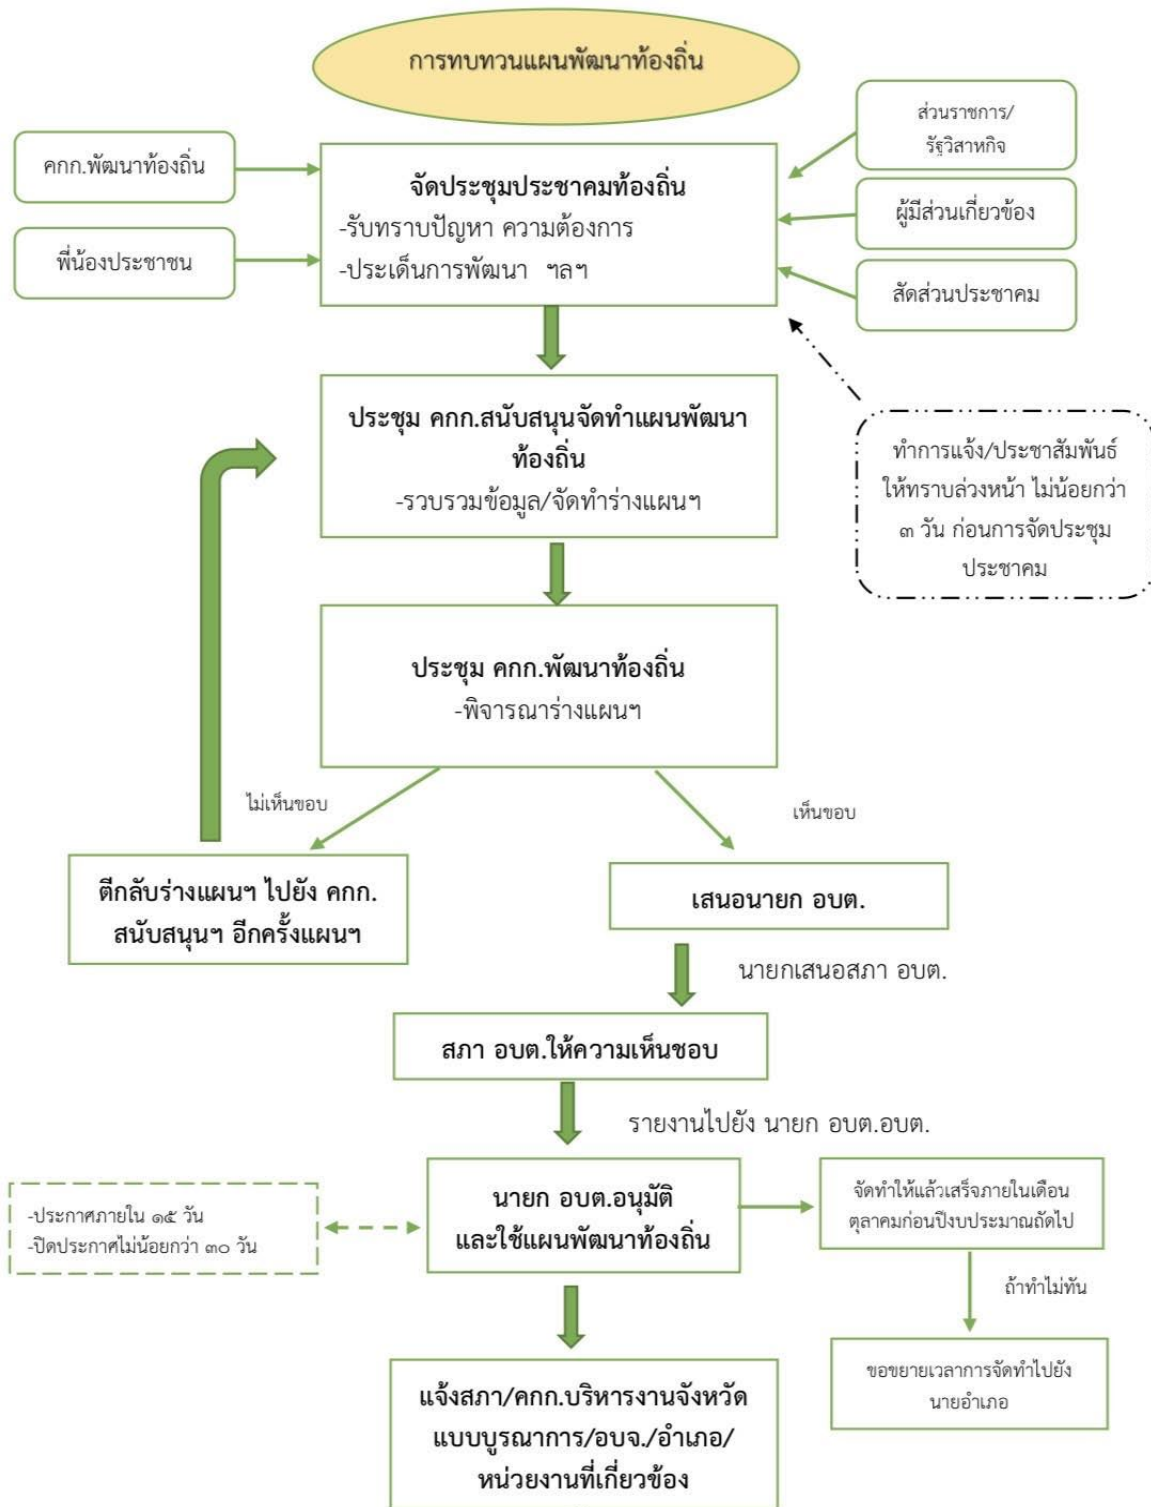 การทบทวนแผนพัฒนาท้องถิ่น
ส่วนราชการ/
รัฐวิสาหกิจ
คกก.พัฒนาท้องถิ่น
จัดประชุมประชาคมท้องถิ่น
-รับทราบปัญหา ความต้องการ
-ประเด็นการพัฒนา ฯลฯ
ผู้มีส่วนเกี่ยวข้อง
พี่น้องประชาชน
สัดส่วนประชาคม
ประชุม คกก.สนับสนุนจัดทำแผนพัฒนา
ท้องถิ่น
-รวบรวมข้อมูล/จัดทำร่างแผนฯ
ทำการแจ้ง/ประชาสัมพันธ์
ให้ทราบล่วงหน้า ไม่น้อยกว่า
๓ วัน ก่อนการจัดประชุม
ประชาคม
ประชุม คกก.พัฒนาท้องถิ่น
-พิจารณาร่างแผนฯ
ไม่เห็นขอบ
เห็นขอบ
ตีกลับร่างแผนฯ ไปยัง คกก.
สนับสนุนฯ อีกครั้งแผนฯ
เสนอนายก อบต.
นายกเสนอสภา อบต.
สภา อบต.ให้ความเห็นชอบ
รายงานไปยัง นายก อบต.อบต.
-ประกาศภายใน ๑๕ วัน
-ปิดประกาศไม่น้อยกว่า ๓๐ วัน
นายก อบต.อนุมัติ
และใช้แผนพัฒนาท้องถิ่น
จัดทำให้แล้วเสร็จภายในเดือน
ตุลาคมก่อนปีงบประมาณถัดไป
ถ้าทำไม่ทัน
ขอขยายเวลาการจัดทำไปยัง
นายอำเภอ
แจ้งสภา/คกก.บริหารงานจังหวัด
แบบบูรณาการ/อบจ./อำเภอ/
หน่วยงานที่เกี่ยวข้อง